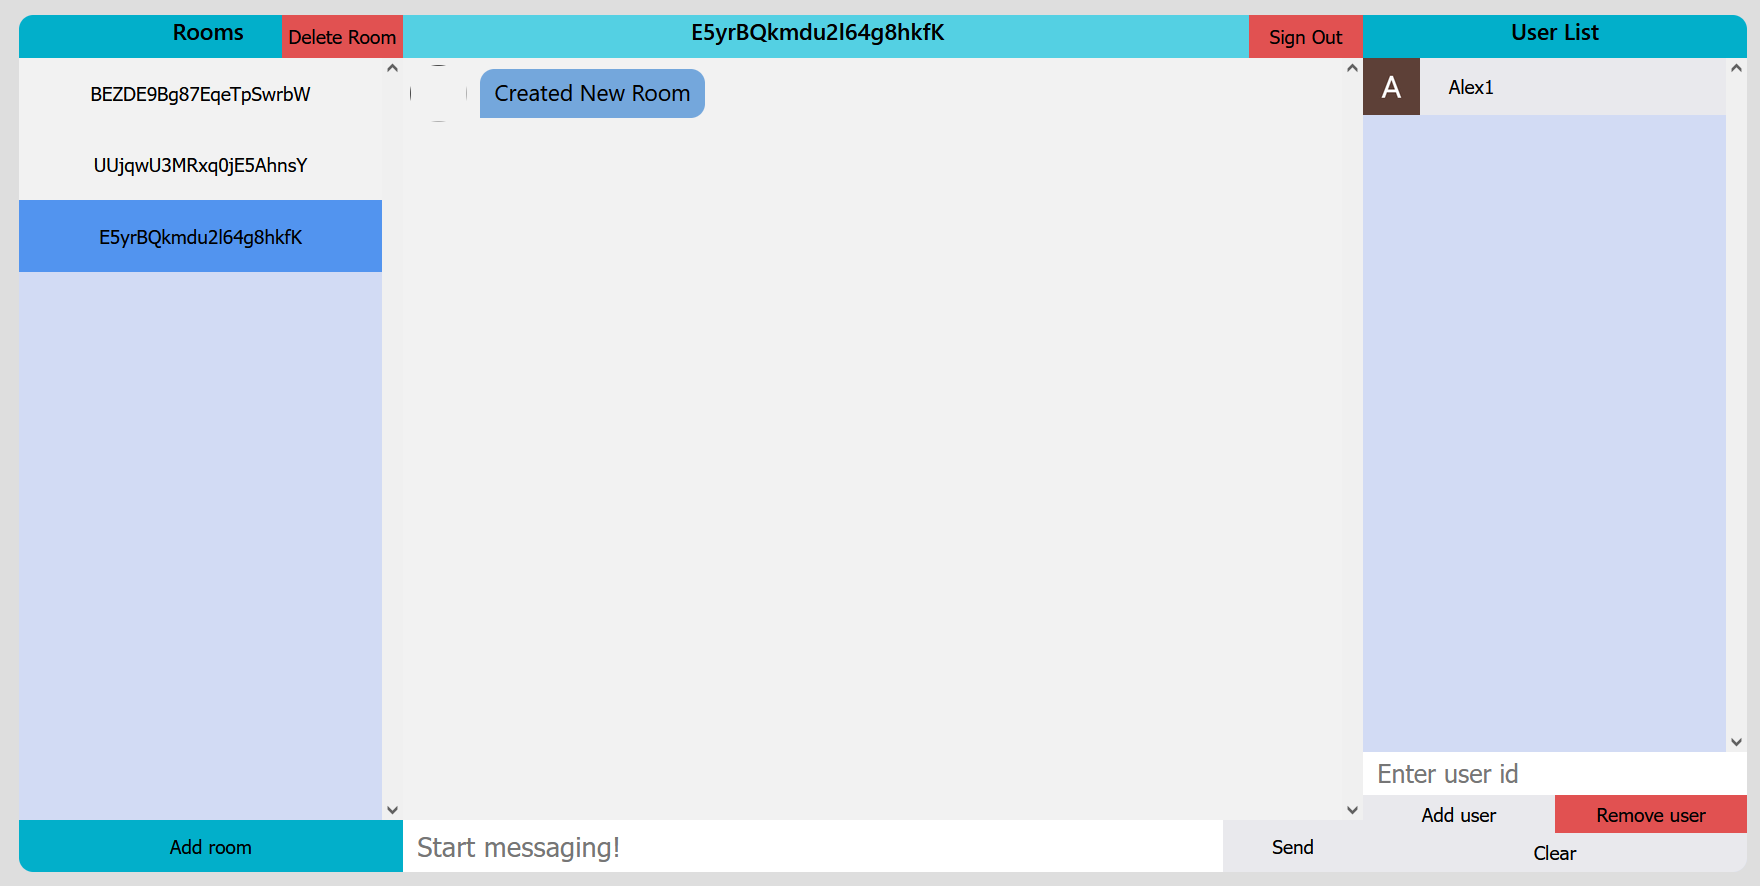 Rooms
Delete Room
E5yrBQkmdu2l64g8hkfK
Sign Out
User List
BEZDE9Bg87EqeTpSwrbW
UUjqwU3MRxq0jE5AhnsY
E5yrBQkmdu2l64g8hkfK
Add room
Created New Room
Start messaging!
Send
A
Alex1
Enter user id
Add user
Remove user
Clear